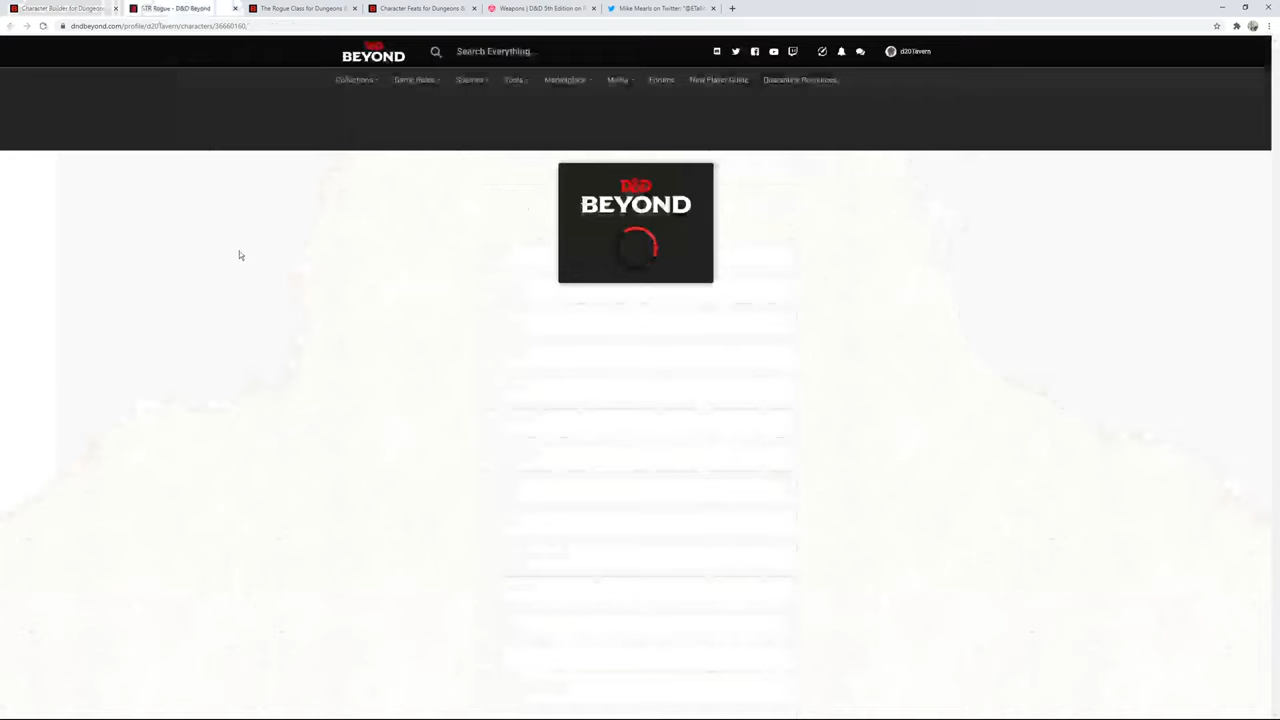 Character Builder for Dungeons
STR Rogue - D&D Beyond
The Rogue Class for Dungeons &
Character Feats for Dungeons &
Weapons | D&D 5th Edition on R
Mike Mearls on Twitter: "@ETall
dndbeyond.com/profile/d20Tavern/characters/36660160
D&D BEYOND
Search Everything
d20Tavern
Collections
Game Rules
Sources
Tools
Marketplace
Media
Forums
New Player Guide
Quarantine Resources
D&D
BEYOND